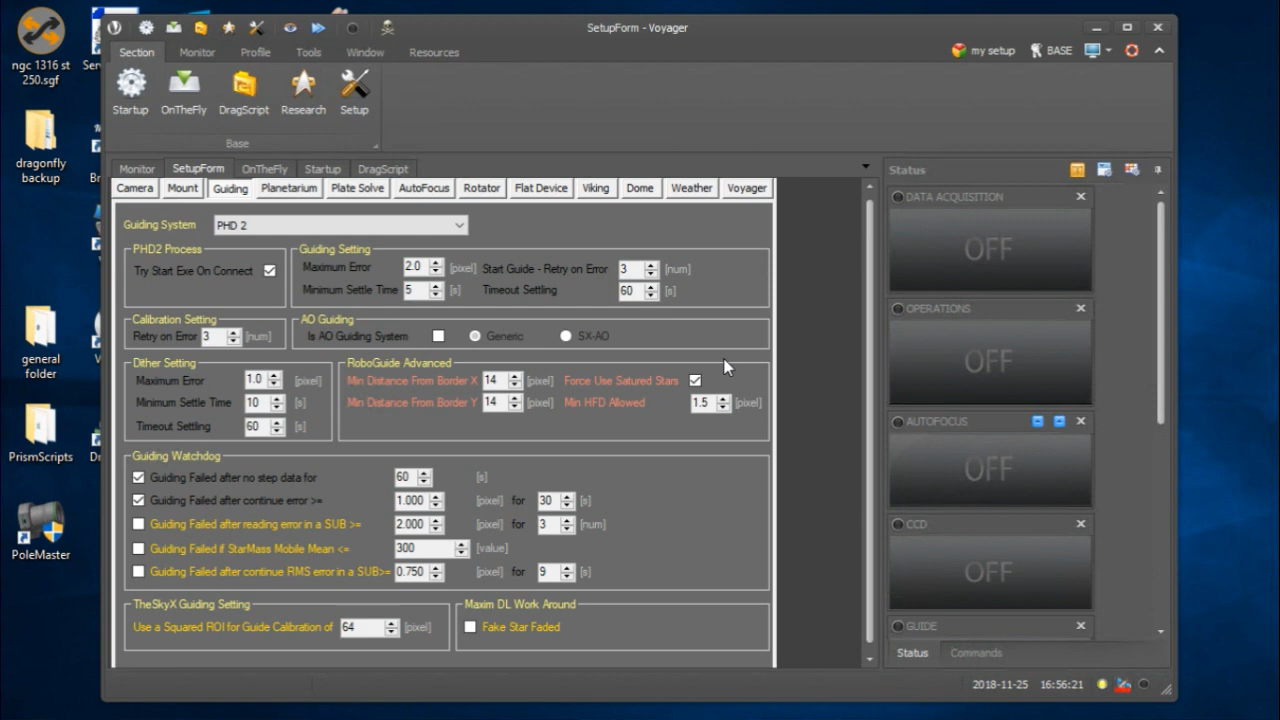 SetupForm - Voyager
Section Monitor Profile Tools Window Resources
my setup BASE
Startup OnTheFly DragScript Research Setup
Base
Monitor SetupForm OnTheFly Startup DragScript
Camera Mount Guiding Planetarium Plate Solve AutoFocus Rotator Flat Device Viking Dome Weather Voyager
Guiding System PHD 2
PHD2 Process
Try Start Exe On Connect
Guiding Setting
Maximum Error 2.0 [pixel] Start Guide - Retry on Error 3 [num]
Minimum Settle Time 5 [s] Timeout Settling 60 [s]
Calibration Setting
Retry on Error 3 [num]
AO Guiding
Is AO Guiding System Generic SX-AO
Dither Setting
Maximum Error 1.0 [pixel]
Minimum Settle Time 10 [s]
Timeout Settling 60 [s]
RoboGuide Advanced
Min Distance From Border X 14 [pixel] Force Use Satured Stars
Min Distance From Border Y 14 [pixel] Min HFD Allowed 1.5 [pixel]
Guiding Watchdog
Guiding Failed after no step data for 60 [s]
Guiding Failed after continue error >= 1.000 [pixel] for 30 [s]
Guiding Failed after reading error in a SUB >= 2.000 [pixel] for 3 [num]
Guiding Failed if StarMass Mobile Mean <= 300 [value]
Guiding Failed after continue RMS error in a SUB>= 0.750 [pixel] for 9 [s]
TheSkyX Guiding Setting
Use a Squared ROI for Guide Calibration of 64 [pixel]
Maxim DL Work Around
Fake Star Faded
Status
DATA ACQUISITION
OFF
OPERATIONS
OFF
AUTOFOCUS
OFF
CCD
OFF
GUIDE
Status Commands
2018-11-25 16:56:21
ngc 1316 st
250.sgf
dragonfly
backup
general
folder
PrismScripts
PoleMaster